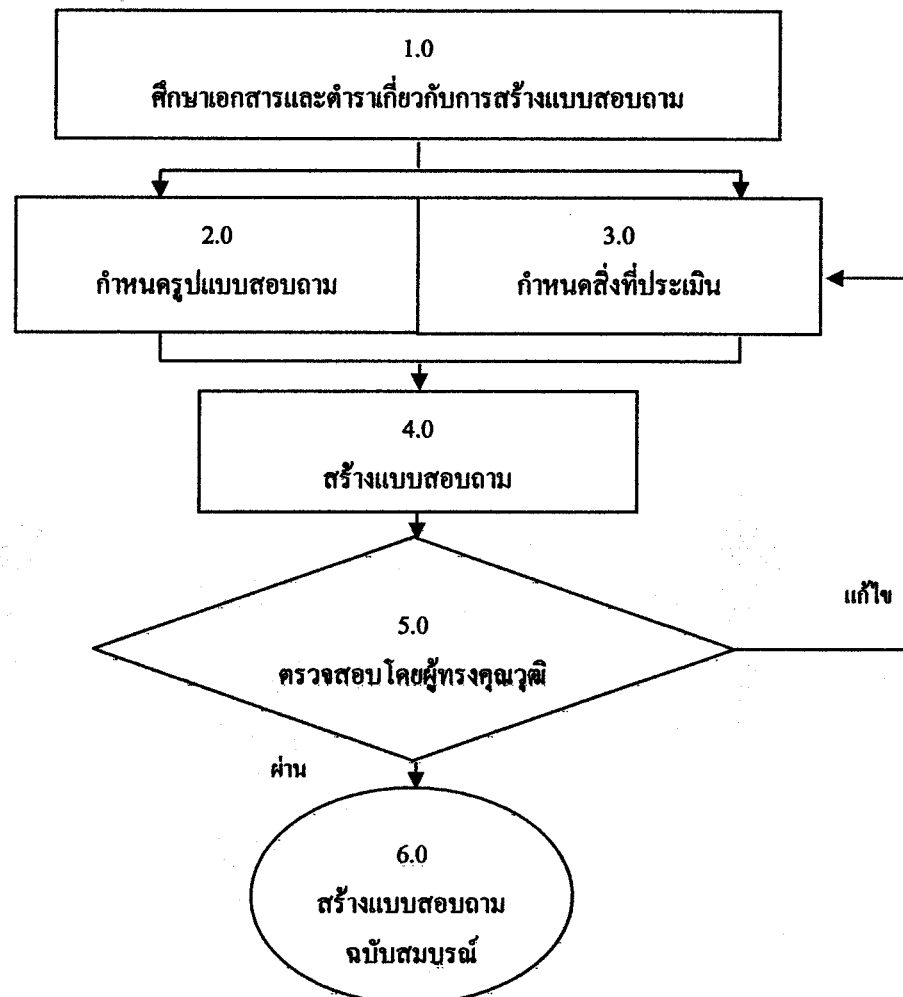 1.0
ศึกษาเอกสารและตำราเกี่ยวกับการสร้างแบบสอบถาม
2.0
กำหนดรูปแบบสอบถาม
3.0
กำหนดสิ่งที่ประเมิน
4.0
สร้างแบบสอบถาม
แก้ไข
5.0
ตรวจสอบโดยผู้ทรงคุณวุฒิ
ผ่าน
6.0
สร้างแบบสอบถาม
ฉบับสมบูรณ์